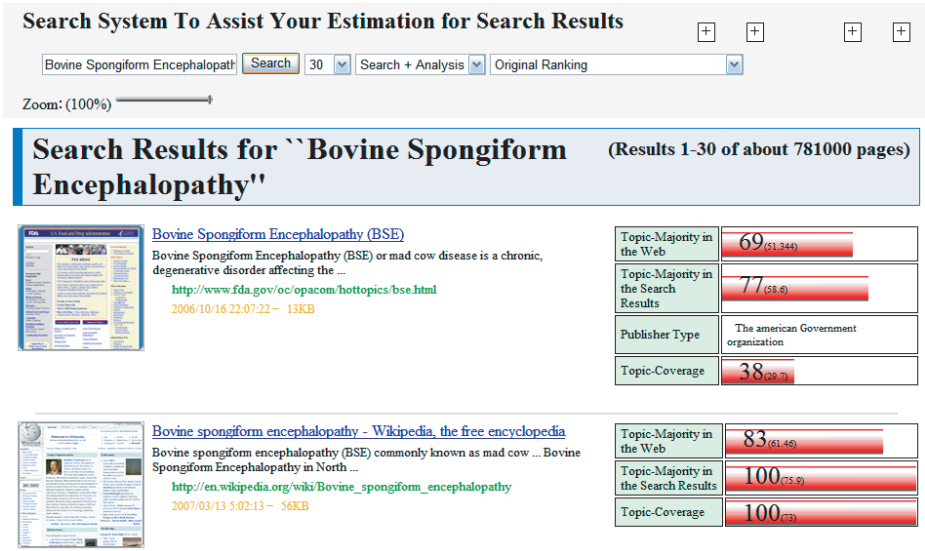 Search System To Assist Your Estimation for Search Results
+ + + +
Bovine Spongiform Encephalopath Search 30 Search + Analysis Original Ranking
Zoom: (100%)
Search Results for ``Bovine Spongiform
Encephalopathy''
(Results 1-30 of about 781000 pages)
Bovine Spongiform Encephalopathy (BSE)
Bovine Spongiform Encephalopathy (BSE) or mad cow disease is a chronic,
degenerative disorder affecting the ...
http://www.fda.gov/oc/opacom/hottopics/bse.html
2006/10/16 22:07:22 – 13KB
Topic-Majority in
the Web
69(51.344)
Topic-Majority in
the Search
Results
77(58.6)
Publisher Type
The american Government
organization
Topic-Coverage
38(29.7)
Bovine spongiform encephalopathy - Wikipedia, the free encyclopedia
Bovine spongiform encephalopathy (BSE) commonly known as mad cow ... Bovine
Spongiform Encephalopathy in North ...
http://en.wikipedia.org/wiki/Bovine_spongiform_encephalopathy
2007/03/13 5:02:13 – 56KB
Topic-Majority in
the Web
83(61.46)
Topic-Majority in
the Search Results
100(75.9)
Topic-Coverage
100(73)